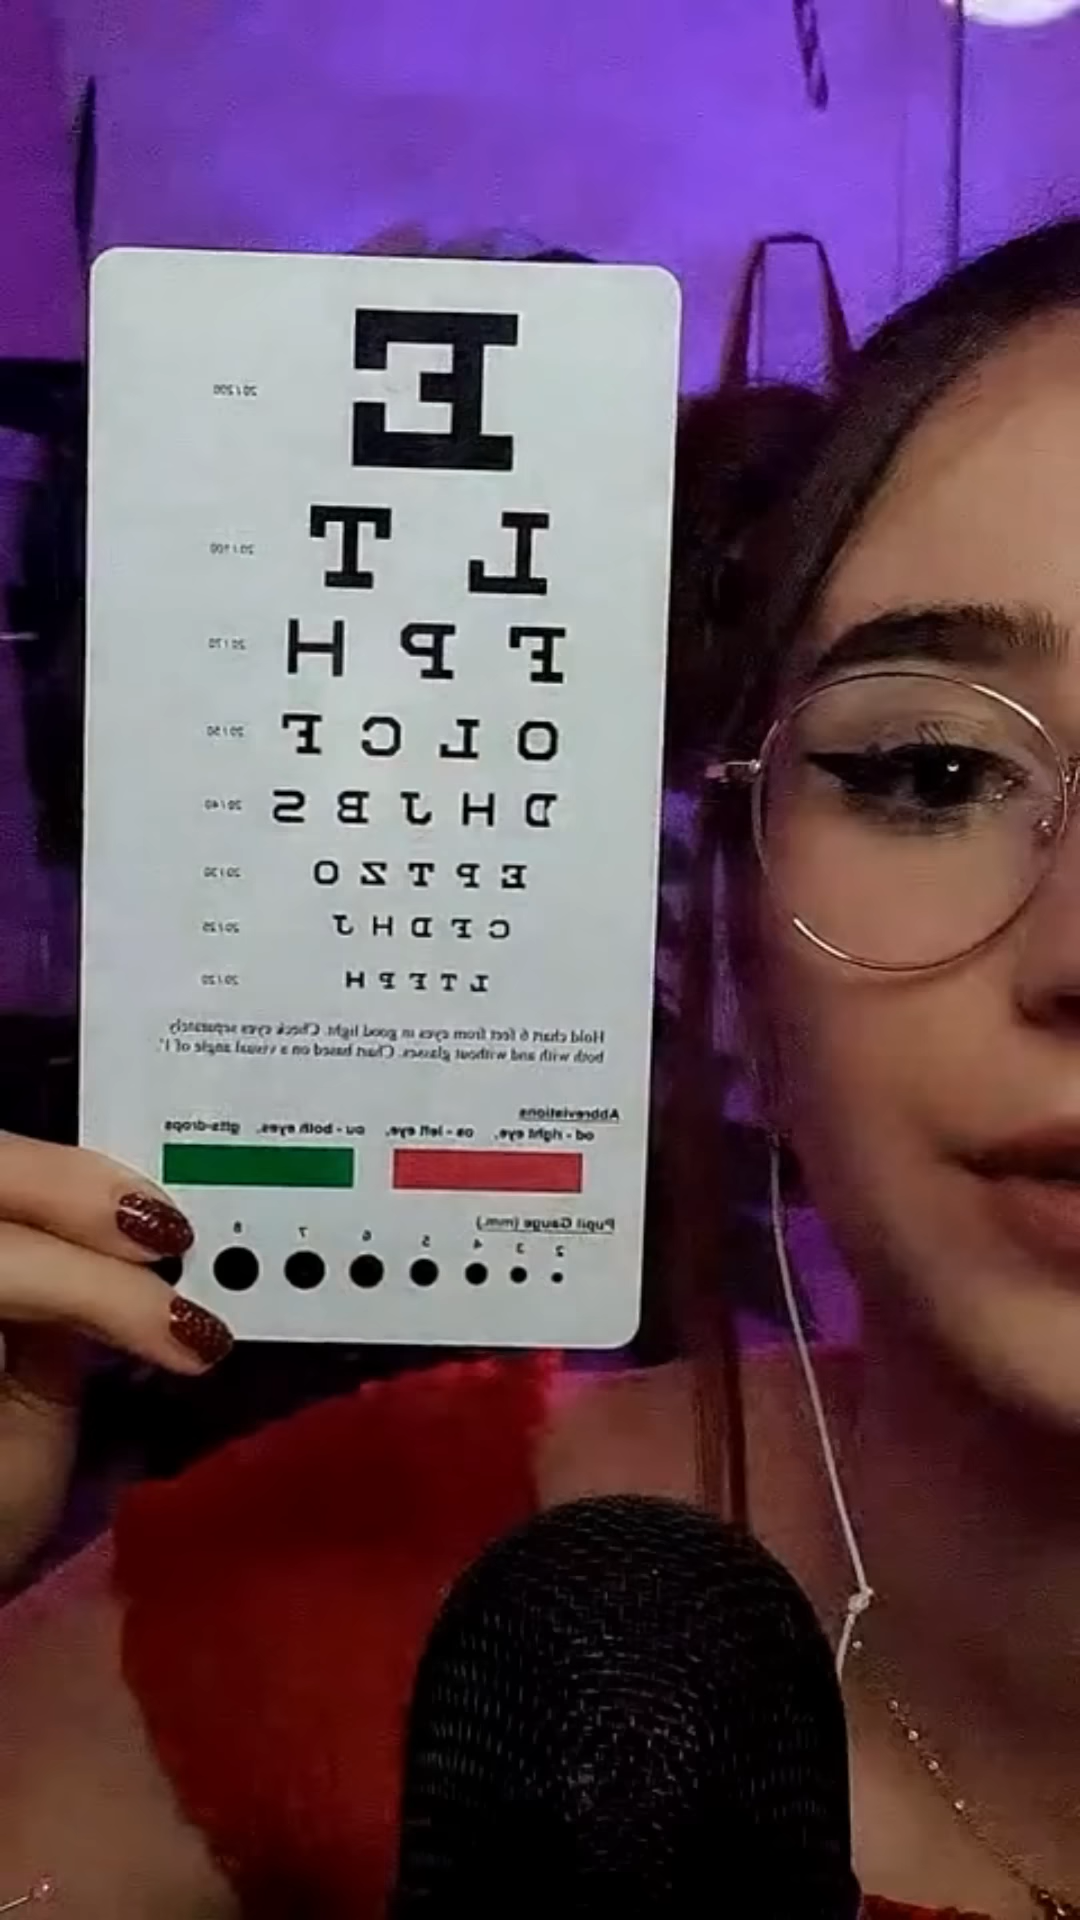 E 20/200
L T 20/100
F P H 20/70
O L C F 20/50
D H J B S 20/40
E P T Z O 20/30
C F D H J 20/25
L T F P H 20/20
Hold chart 6 feet from eyes in good light. Check eyes separately
both with and without glasses. Chart based on a visual angle of 1'.
Abbreviations
od - right eye, os - left eye, ou - both eyes, gtts-drops
Pupil Gauge (mm.)
2 3 4 5 6 7 8